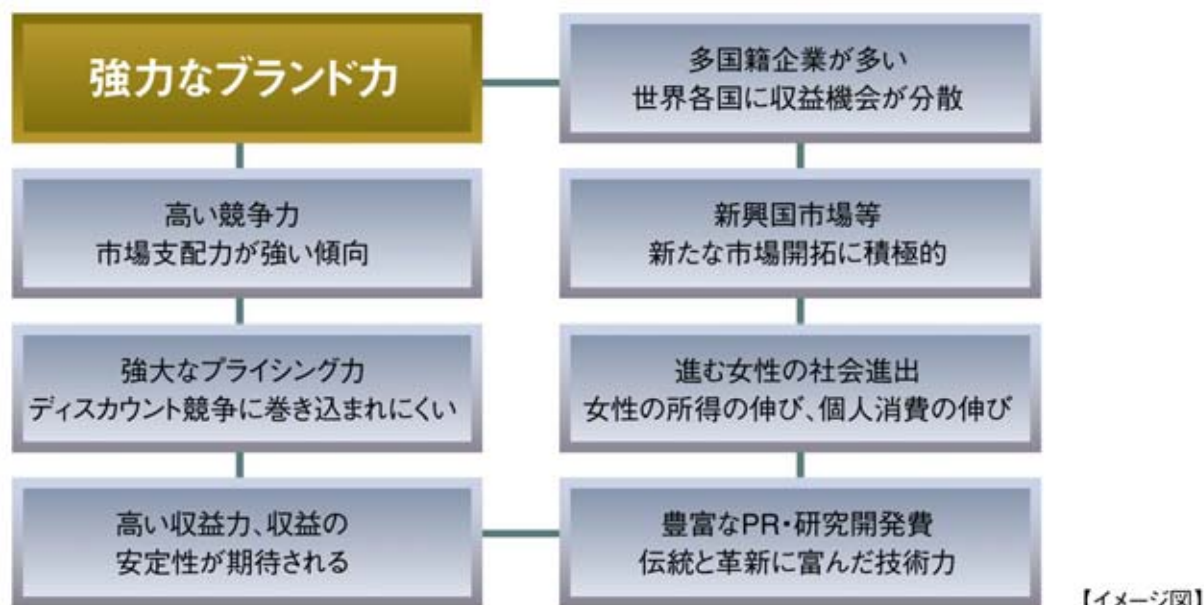 強力なブランド力
多国籍企業が多い
世界各国に収益機会が分散
高い競争力
市場支配力が強い傾向
新興国市場等
新たな市場開拓に積極的
強大なプライシング力
ディスカウント競争に巻き込まれにくい
進む女性の社会進出
女性の所得の伸び、個人消費の伸び
高い収益力、収益の
安定性が期待される
豊富なPR・研究開発費
伝統と革新に富んだ技術力
【イメージ図】